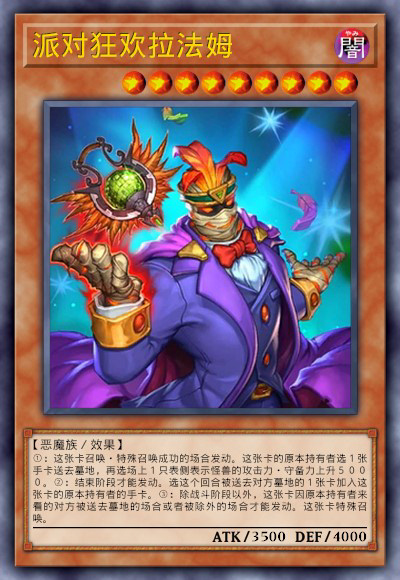 派对狂欢拉法姆
やみ
闇
【恶魔族／效果】
①：这张卡召唤・特殊召唤成功的场合发动。这张卡的原本持有者选１张
手卡送去墓地，再选场上１只表侧表示怪兽的攻击力・守备力上升５００
０。②：结束阶段才能发动。选这个回合被送去对方墓地的１张卡加入这
张卡的原本持有者的手卡。③：除战斗阶段以外，这张卡因原本持有者来
看的对方被送去墓地的场合或者被除外的场合才能发动。这张卡特殊召
唤。
ATK/3500 DEF/4000